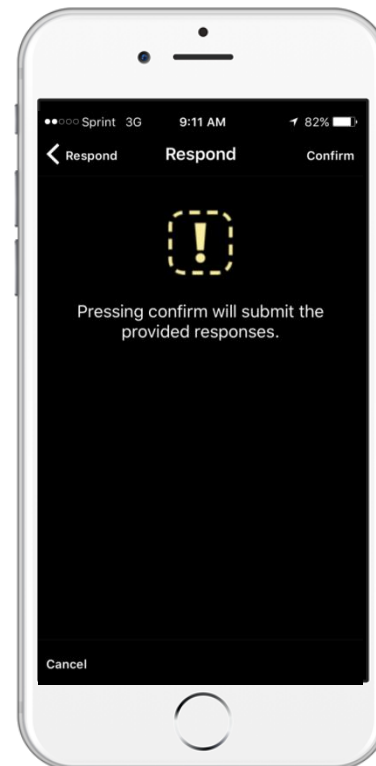 Sprint 3G 9:11 AM 82%
Respond Respond Confirm
!
Pressing confirm will submit the
provided responses.
Cancel